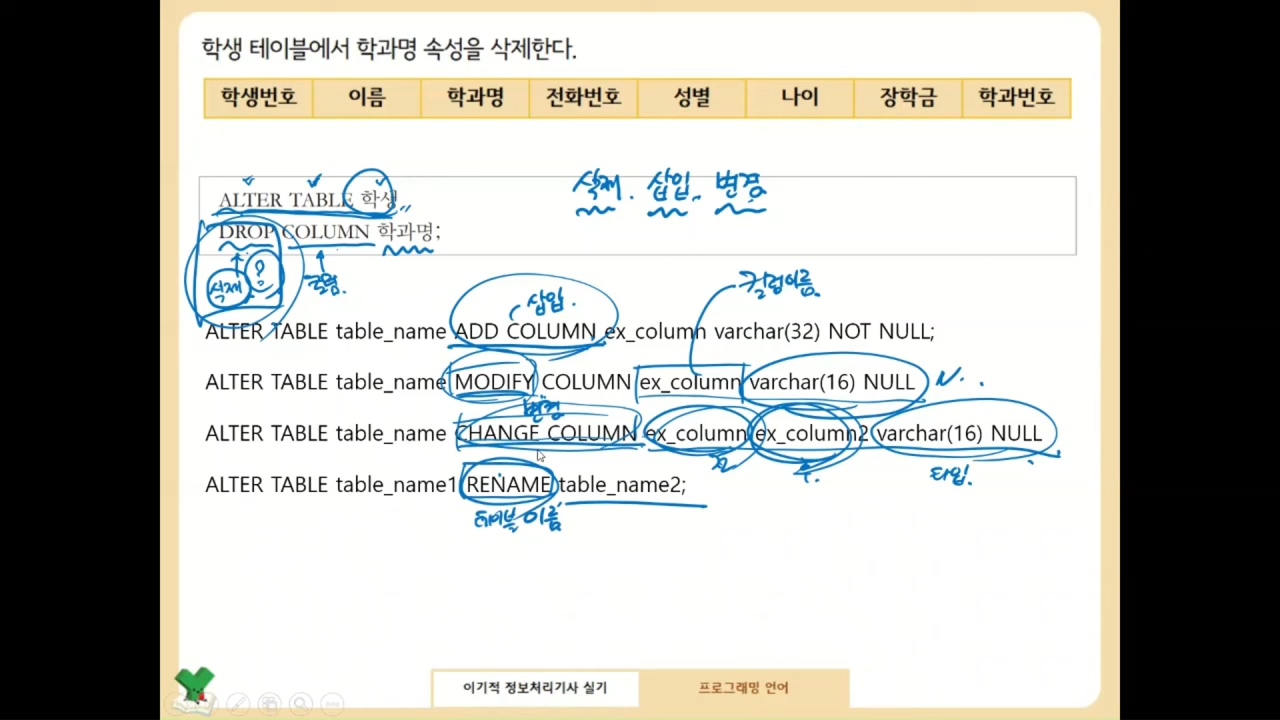 학생 테이블에서 학과명 속성을 삭제한다.
학생번호 이름 학과명 전화번호 성별 나이 장학금 학과번호
삭제. 삽입. 변경
ALTER TABLE 학생
DROP COLUMN 학과명;
삭제 ? 컬럼.
삽입.
컬럼이름.
ALTER TABLE table_name ADD COLUMN ex_column varchar(32) NOT NULL;
ALTER TABLE table_name MODIFY COLUMN ex_column varchar(16) NULL N. .
변경
ALTER TABLE table_name CHANGE COLUMN ex_column ex_column2 varchar(16) NULL
전 후. 타입.
ALTER TABLE table_name1 RENAME table_name2;
테이블 이름
이기적 정보처리기사 실기 프로그래밍 언어